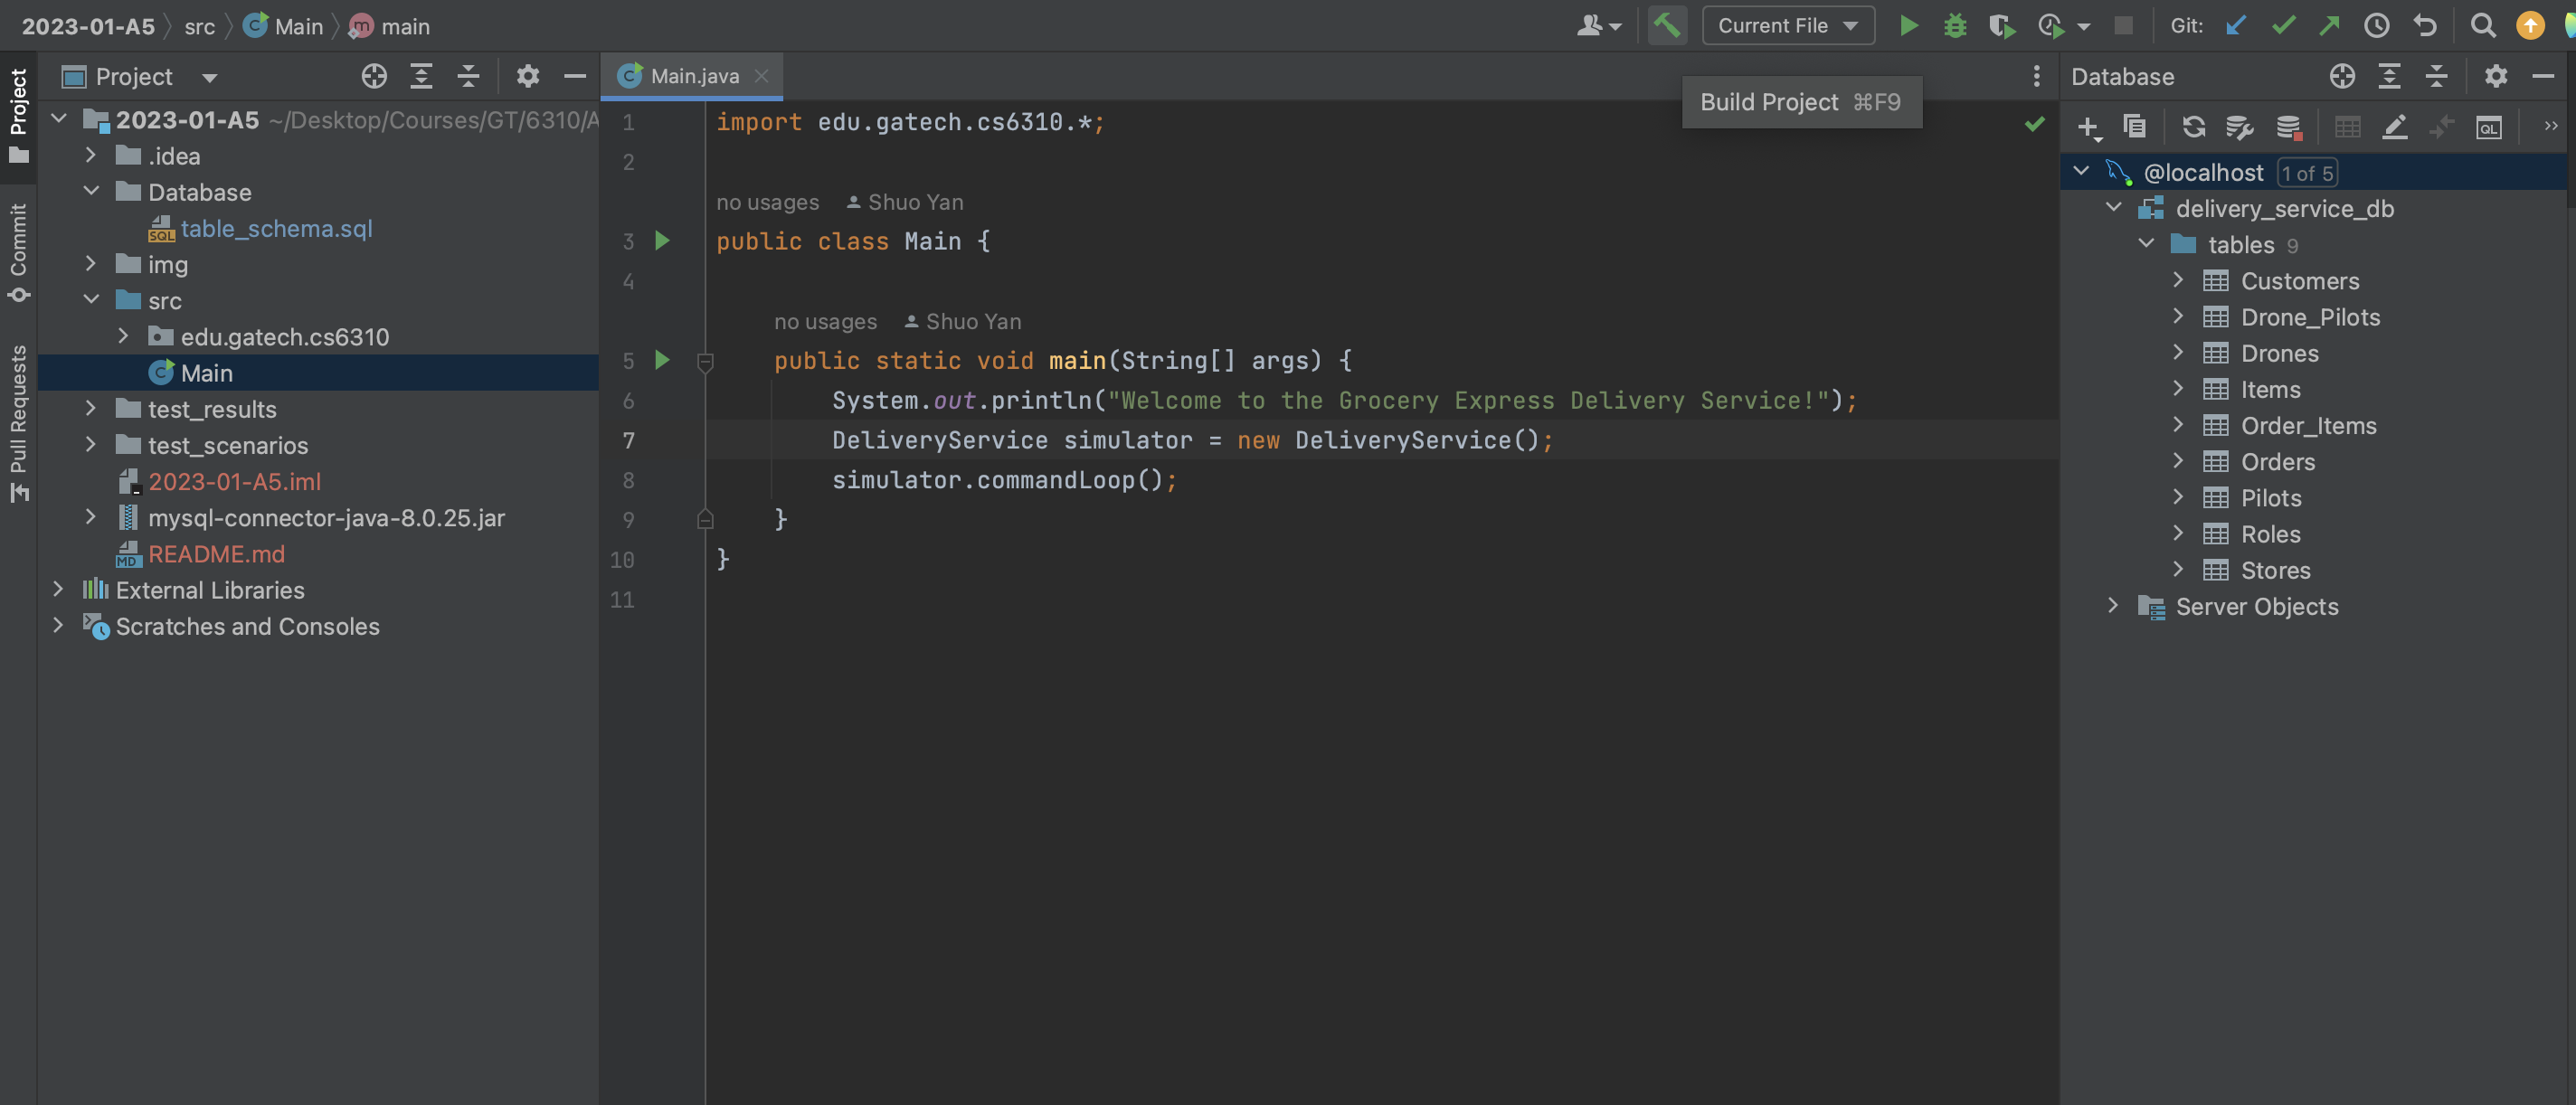 2023-01-A5 src Main main Current File Git:
Project
Commit
Pull Requests
Project
2023-01-A5 ~/Desktop/Courses/GT/6310/A
.idea
Database
table_schema.sql
img
src
edu.gatech.cs6310
Main
test_results
test_scenarios
2023-01-A5.iml
mysql-connector-java-8.0.25.jar
README.md
External Libraries
Scratches and Consoles
Main.java
Build Project ⌘F9
1 import edu.gatech.cs6310.*;
2
no usages Shuo Yan
3 public class Main {
4
no usages Shuo Yan
5 public static void main(String[] args) {
6 System.out.println("Welcome to the Grocery Express Delivery Service!");
7 DeliveryService simulator = new DeliveryService();
8 simulator.commandLoop();
9 }
10 }
11
Database
QL
@localhost 1 of 5
delivery_service_db
tables 9
Customers
Drone_Pilots
Drones
Items
Order_Items
Orders
Pilots
Roles
Stores
Server Objects